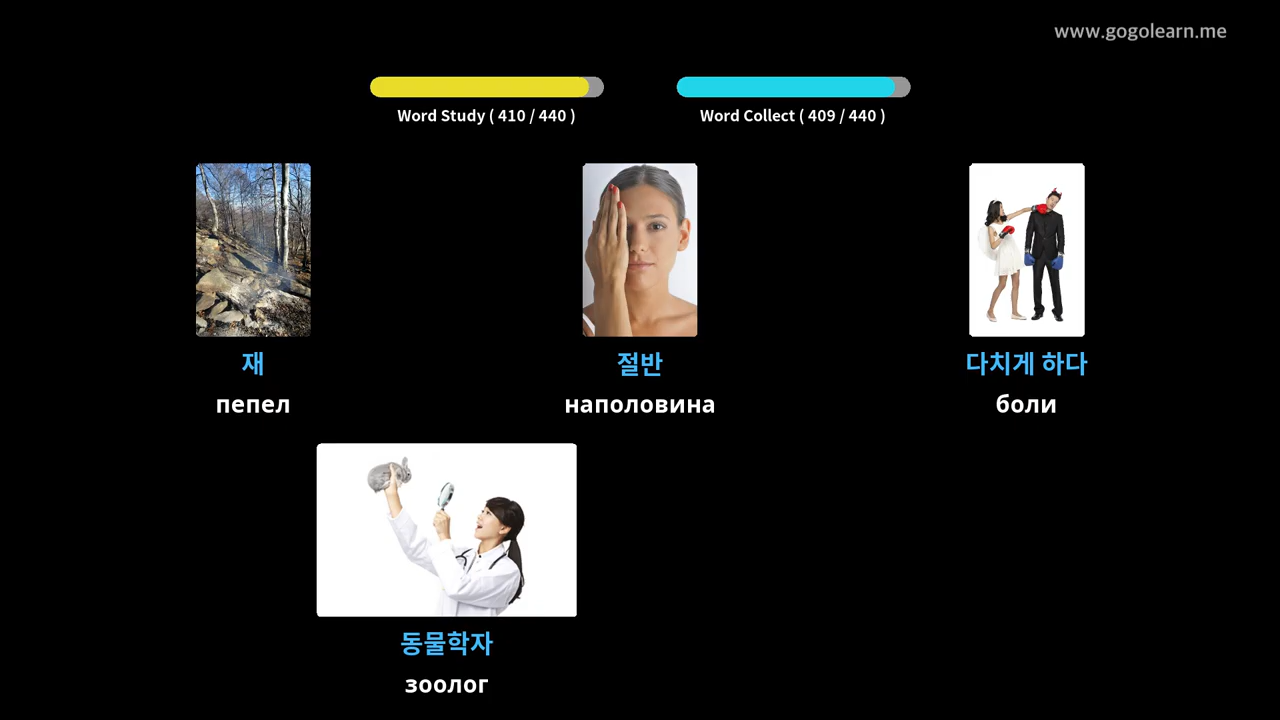 www.gogolearn.me
Word Study ( 410 / 440 )
Word Collect ( 409 / 440 )
재
пепел
절반
наполовина
다치게 하다
боли
동물학자
зоолог